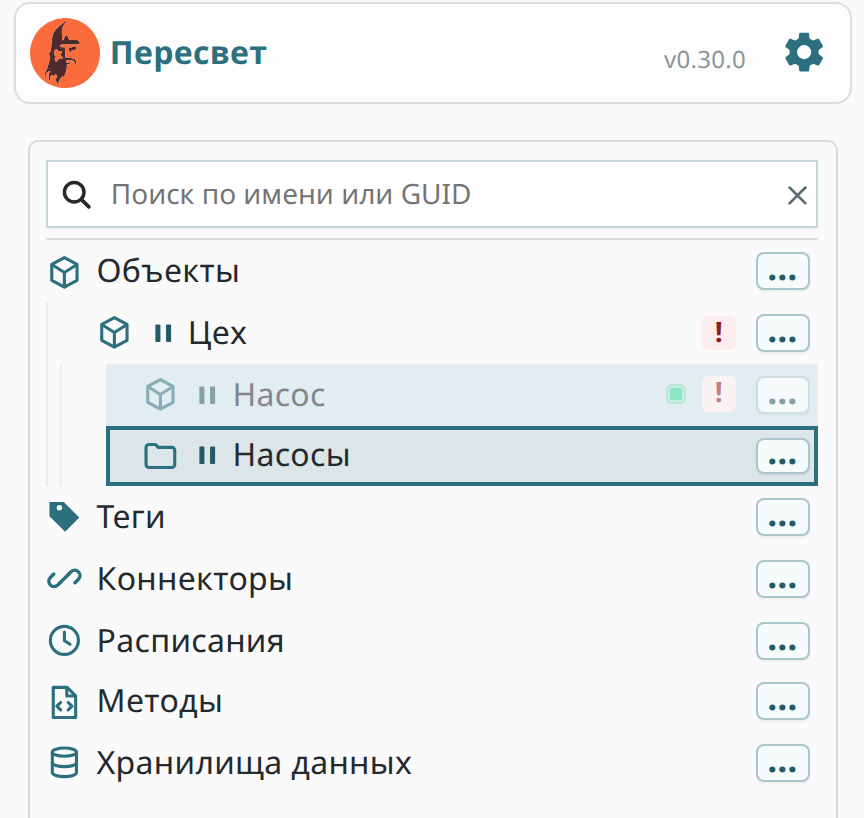 Пересвет
v0.30.0
Поиск по имени или GUID
Объекты
...
Цех
!
...
Насос
!
...
Насосы
...
Теги
...
Коннекторы
...
Расписания
...
Методы
...
Хранилища данных
...